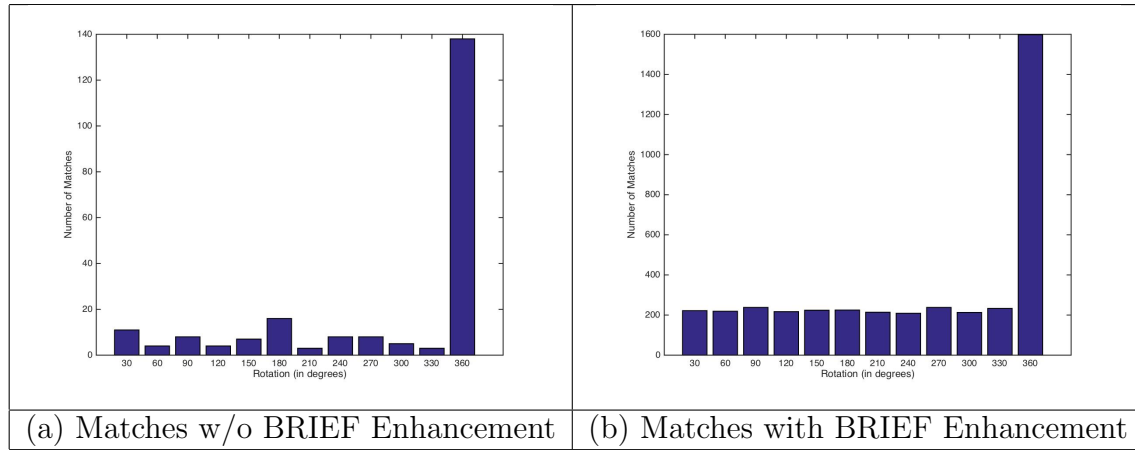 140
120
100
80
60
40
20
0
Number of Matches
30 60 90 120 150 180 210 240 270 300 330 360
Rotation (in degrees)
(a) Matches w/o BRIEF Enhancement
1600
1400
1200
1000
800
600
400
200
0
Number of Matches
30 60 90 120 150 180 210 240 270 300 330 360
Rotation (in degrees)
(b) Matches with BRIEF Enhancement